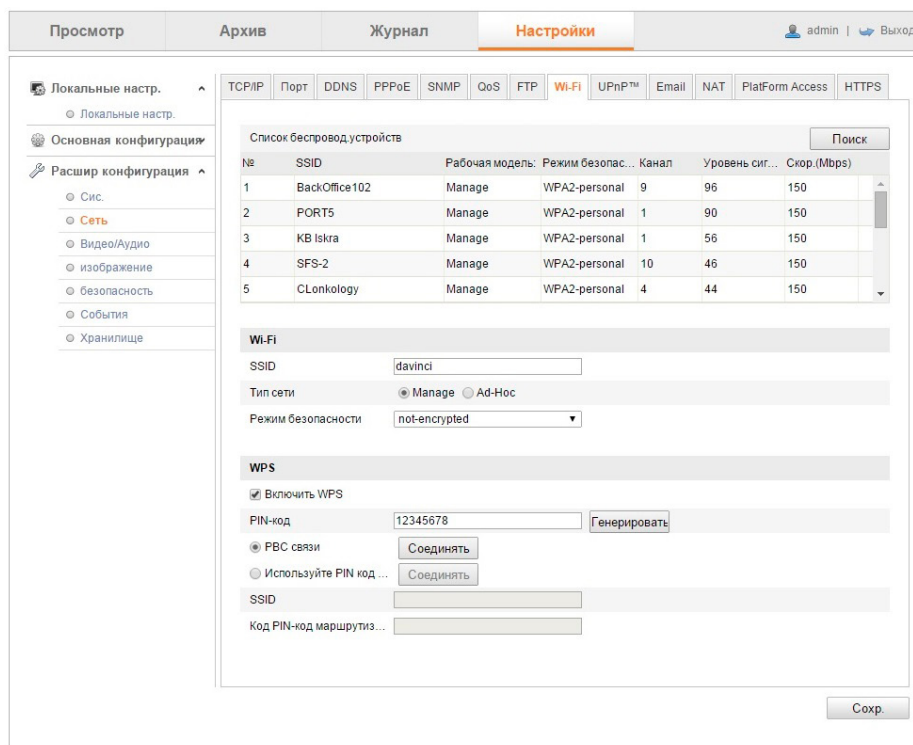 Просмотр Архив Журнал Настройки admin | Выход
Локальные настр.
Локальные настр.
Основная конфигурация
Расшир конфигурация
Сис.
Сеть
Видео/Аудио
изображение
безопасность
События
Хранилище
TCP/IP Порт DDNS PPPoE SNMP QoS FTP Wi-Fi UPnP™ Email NAT PlatForm Access HTTPS
Список беспровод.устройств Поиск
№ SSID Рабочая модель: Режим безопас... Канал Уровень сиг... Скор.(Mbps)
1 BackOffice102 Manage WPA2-personal 9 96 150
2 PORT5 Manage WPA2-personal 1 90 150
3 KB Iskra Manage WPA2-personal 1 56 150
4 SFS-2 Manage WPA2-personal 10 46 150
5 CLonkology Manage WPA2-personal 4 44 150
Wi-Fi
SSID davinci
Тип сети Manage Ad-Hoc
Режим безопасности not-encrypted
WPS
Включить WPS
PIN-код 12345678 Генерировать
PBC связи Соединять
Используйте PIN код ... Соединять
SSID
Код PIN-код маршрутиз...
Сохр.